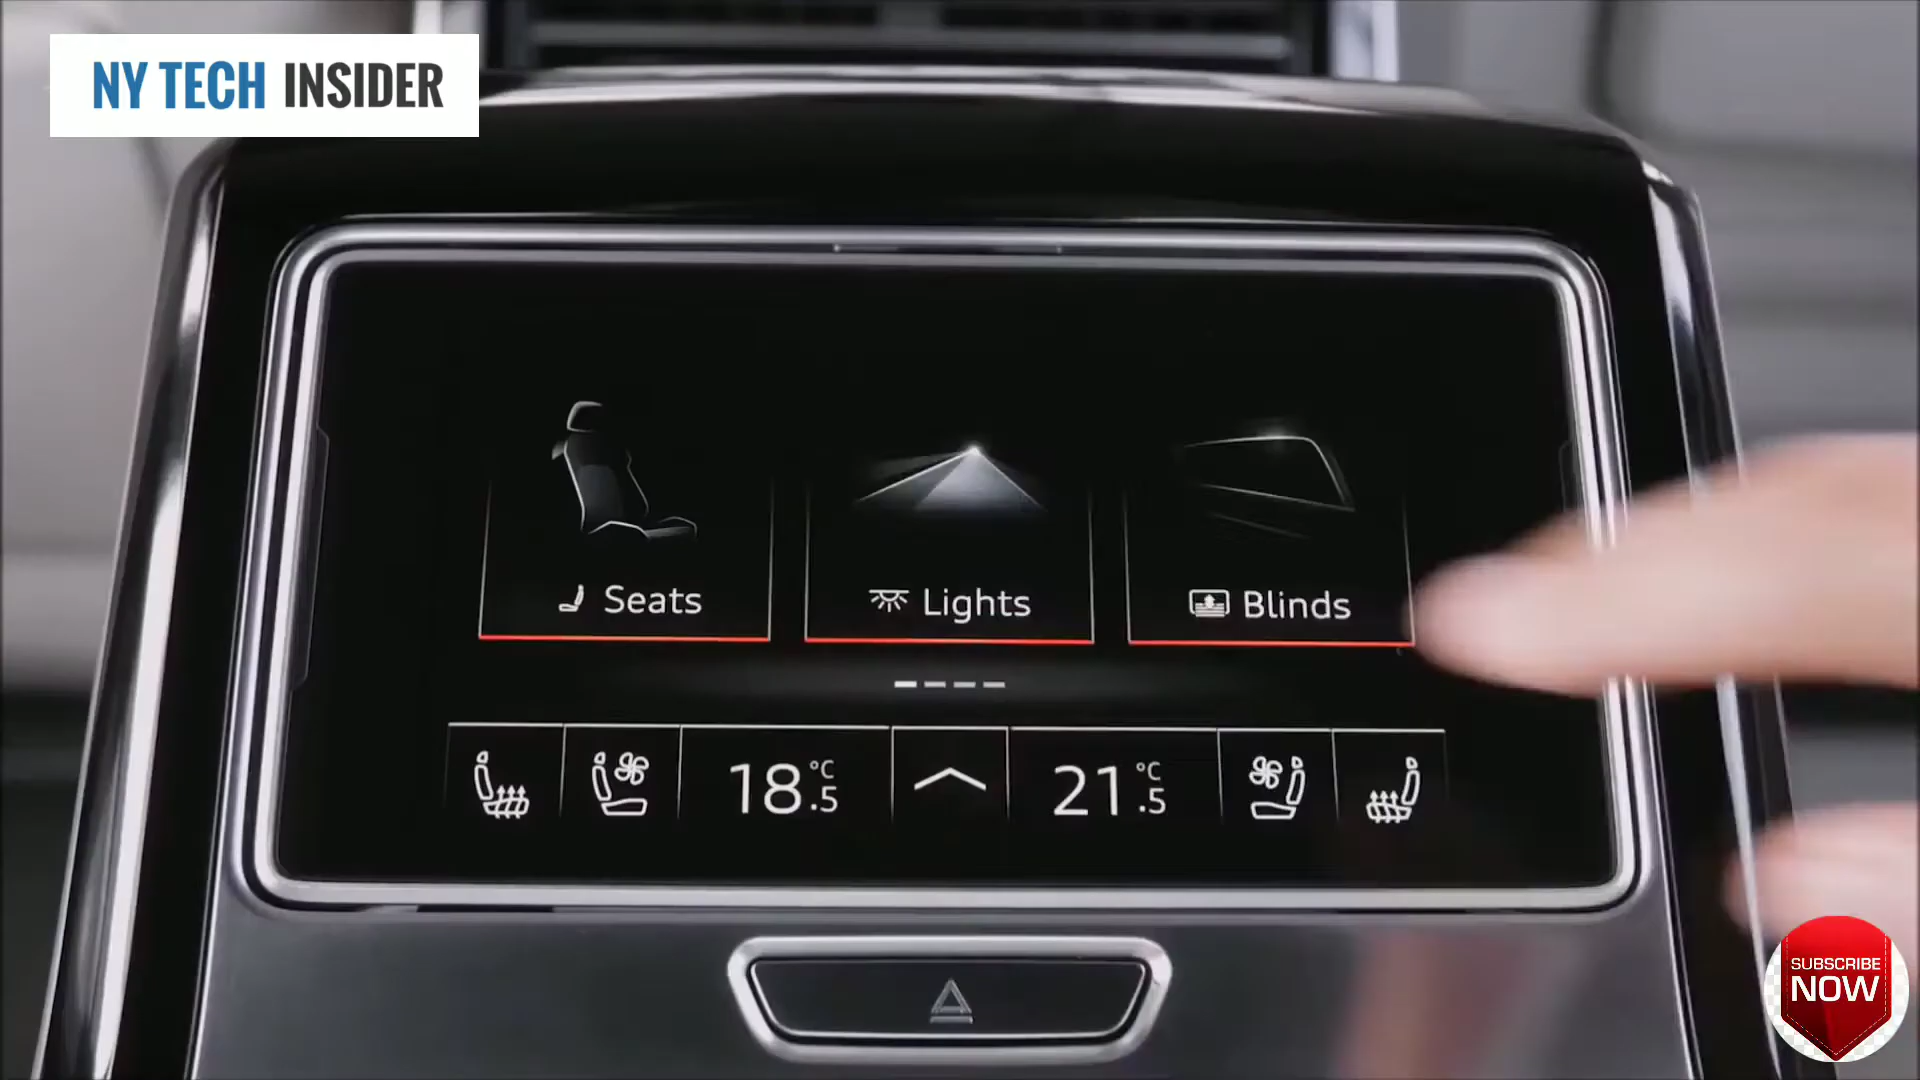 NY TECH INSIDER
Seats
Lights
Blinds
18.5 °C
21.5 °C
SUBSCRIBE
NOW